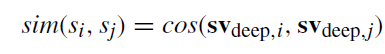 sim(s_i, s_j) = cos(sv_deep,i, sv_deep,j)